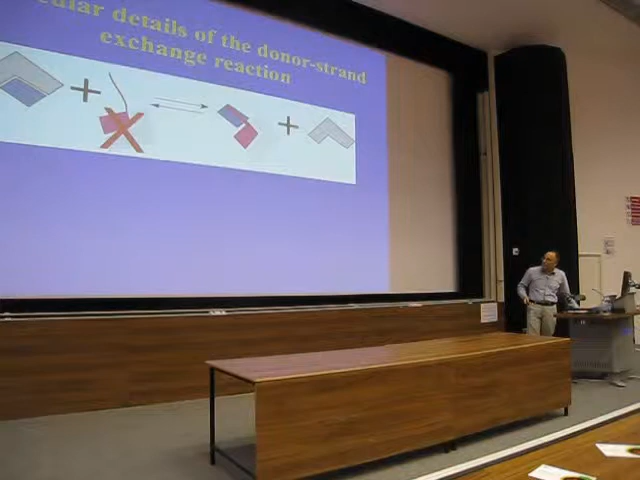 details of the donor-strand
exchange reaction
+
+